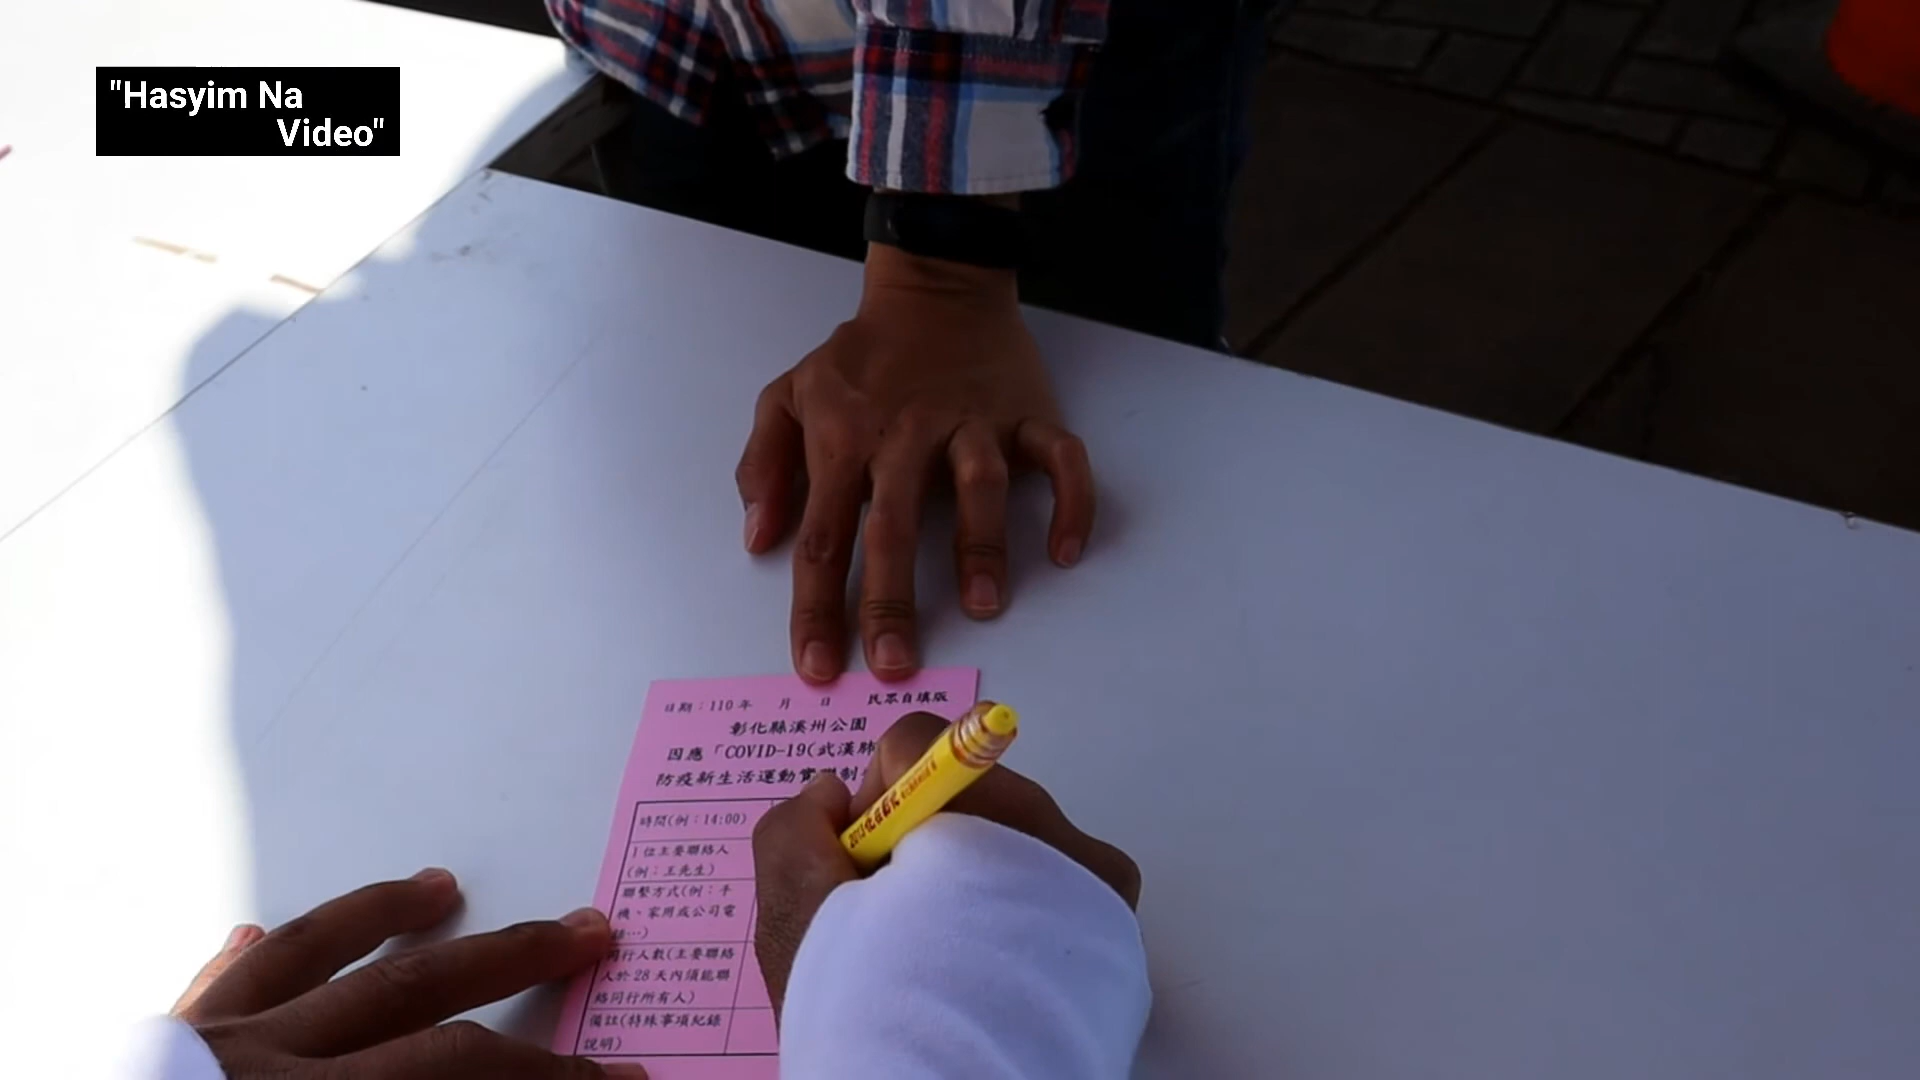 "Hasyim Na
Video"
日期：110年 月 日 民眾自填版
彰化縣溪州公園
因應「COVID-19(武漢肺
防疫新生活運動實聯制
時間(例：14:00)
1位主要聯絡人
(例：王先生)
聯繫方式(例：手
機、家用或公司電
話…)
同行人數(主要聯絡
人於28天內須能聯
絡同行所有人)
備註(特殊事項紀錄
說明)